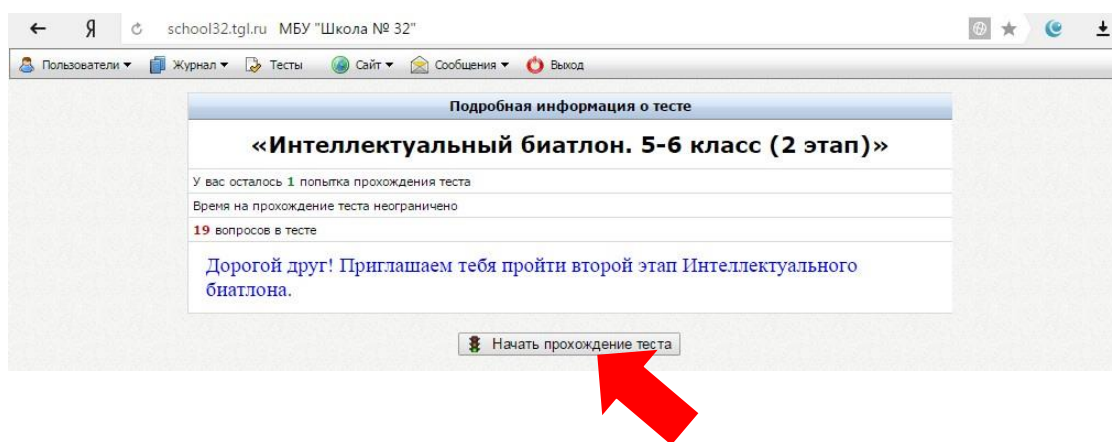 Я school32.tgl.ru МБУ "Школа № 32"
Пользователи Журнал Тесты Сайт Сообщения Выход
Подробная информация о тесте
«Интеллектуальный биатлон. 5-6 класс (2 этап)»
У вас осталось 1 попытка прохождения теста
Время на прохождение теста неограничено
19 вопросов в тесте
Дорогой друг! Приглашаем тебя пройти второй этап Интеллектуального
биатлона.
Начать прохождение теста